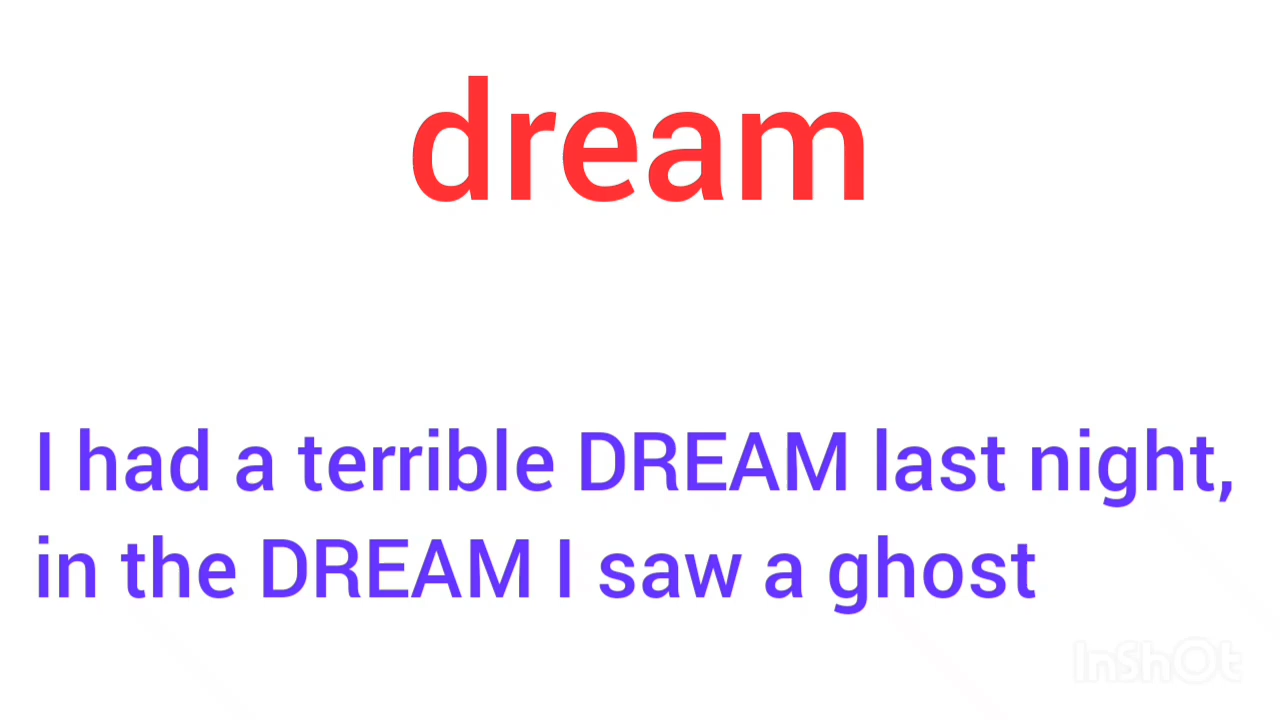 dream
I had a terrible DREAM last night,
in the DREAM I saw a ghost
InShOt